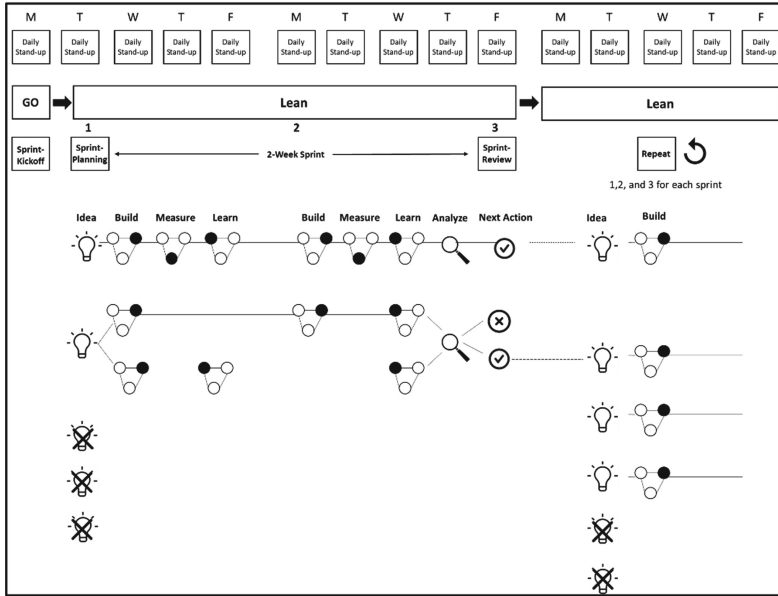 M T W T F M T W T F M T W T F
Daily Daily Daily Daily Daily Daily Daily Daily Daily Daily Daily Daily Daily Daily Daily
Stand-up Stand-up Stand-up Stand-up Stand-up Stand-up Stand-up Stand-up Stand-up Stand-up Stand-up Stand-up Stand-up Stand-up Stand-up
GO Lean Lean
1 2 3
Sprint- Sprint- 2-Week Sprint Sprint- Repeat
Kickoff Planning Review
1,2, and 3 for each sprint
Idea Build Measure Learn Build Measure Learn Analyze Next Action Idea Build